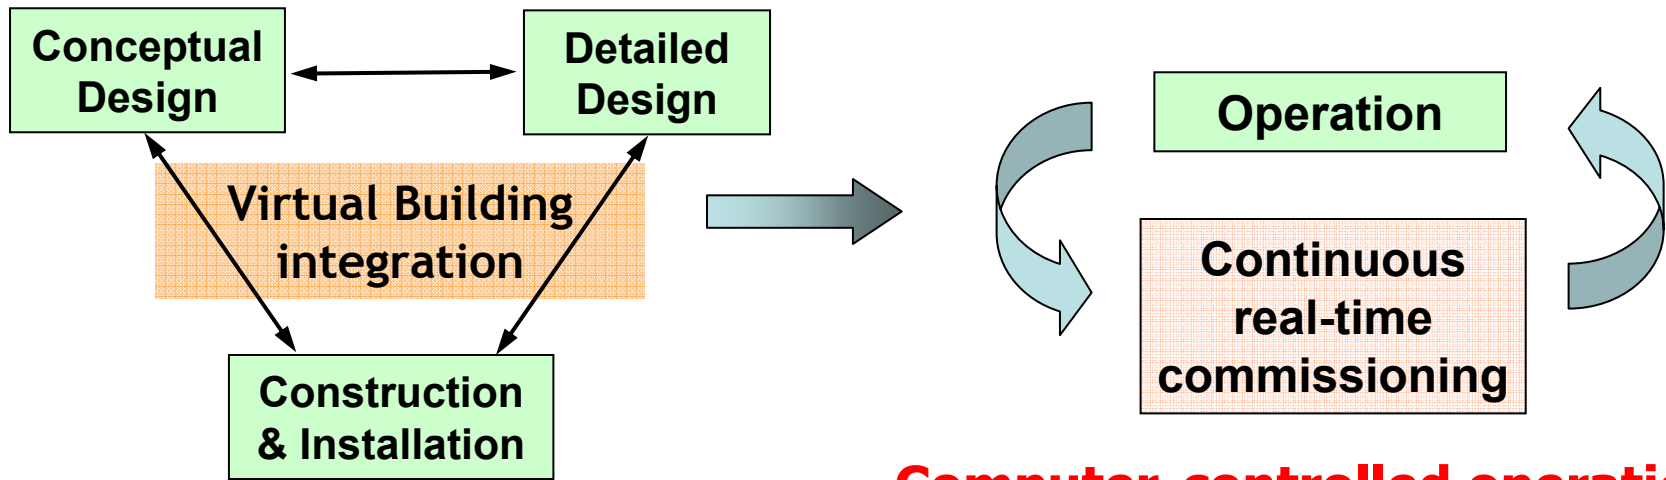 Conceptual
Design
Detailed
Design
Virtual Building
integration
Construction
& Installation
Operation
Continuous
real-time
commissioning